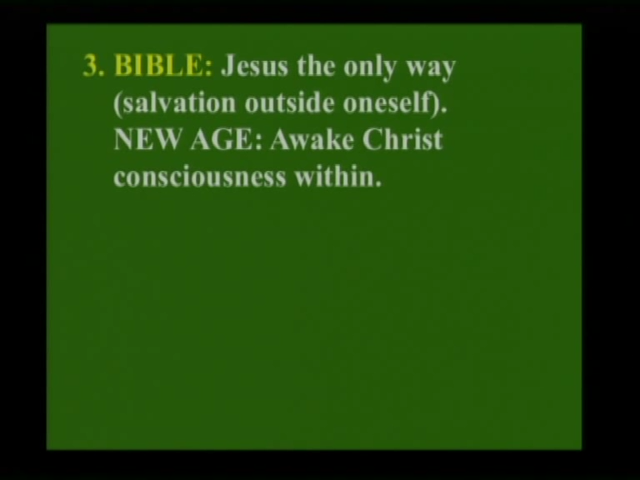 3. BIBLE: Jesus the only way
(salvation outside oneself).
NEW AGE: Awake Christ
consciousness within.